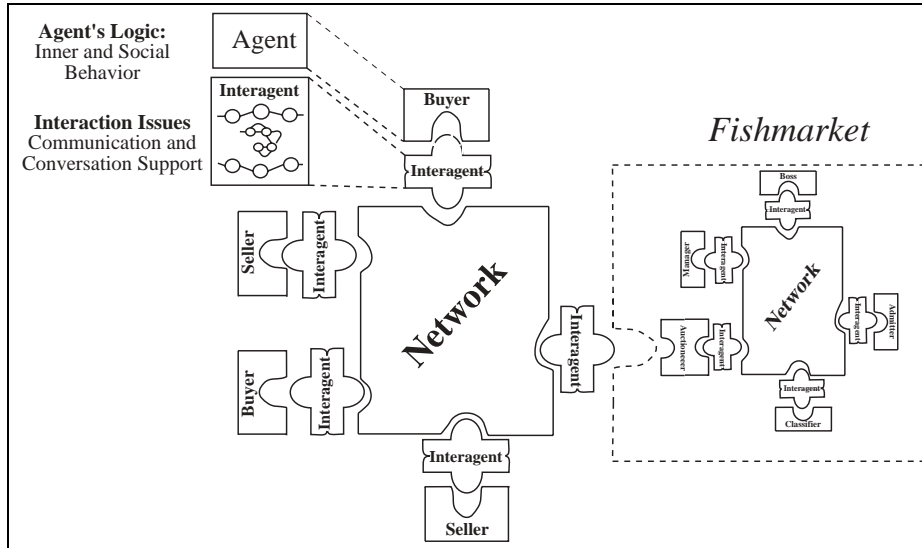 Agent's Logic:
Inner and Social
Behavior
Agent
Interagent
Interaction Issues
Communication and
Conversation Support
Buyer
Interagent
Seller
Interagent
Network
Buyer
Interagent
Interagent
Interagent
Seller
Fishmarket
Boss
Interagent
Manager
Interagent
Network
Auctioneer
Interagent
Interagent
Admitter
Interagent
Classifier